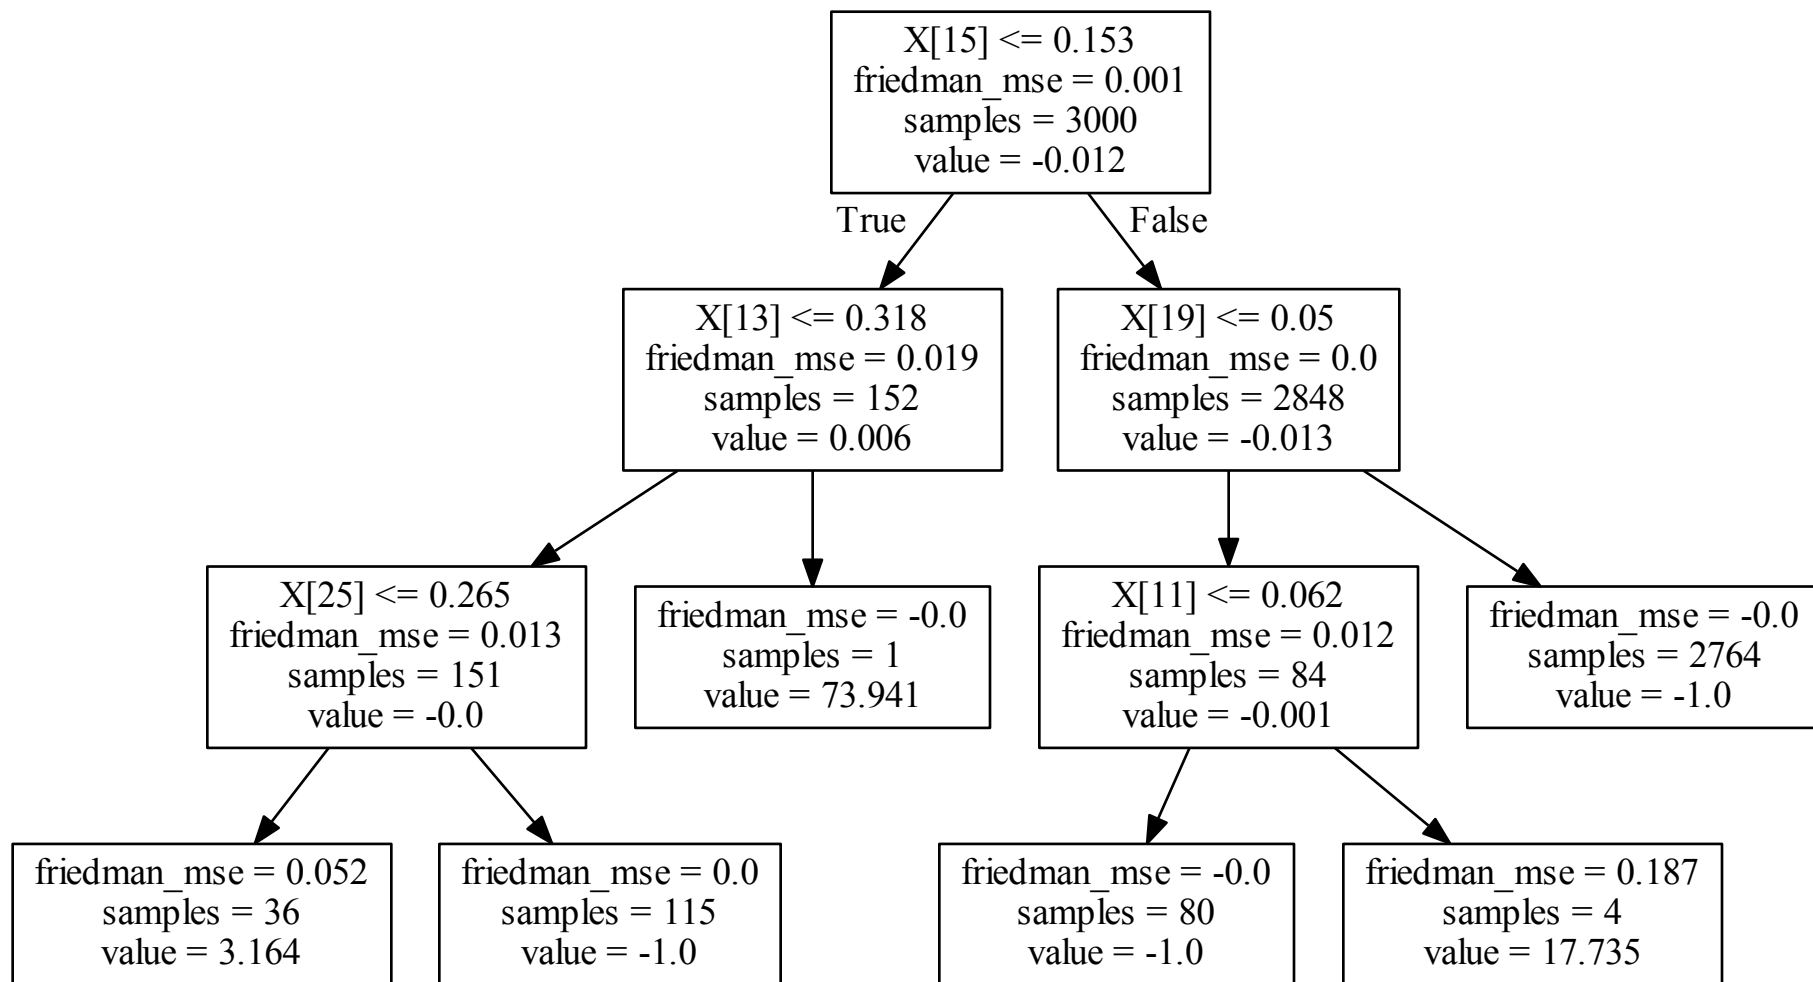 X[15] <= 0.153
friedman_mse = 0.001
samples = 3000
value = -0.012
True
False
X[13] <= 0.318
friedman_mse = 0.019
samples = 152
value = 0.006
X[19] <= 0.05
friedman_mse = 0.0
samples = 2848
value = -0.013
X[25] <= 0.265
friedman_mse = 0.013
samples = 151
value = -0.0
friedman_mse = -0.0
samples = 1
value = 73.941
X[11] <= 0.062
friedman_mse = 0.012
samples = 84
value = -0.001
friedman_mse = -0.0
samples = 2764
value = -1.0
friedman_mse = 0.052
samples = 36
value = 3.164
friedman_mse = 0.0
samples = 115
value = -1.0
friedman_mse = -0.0
samples = 80
value = -1.0
friedman_mse = 0.187
samples = 4
value = 17.735